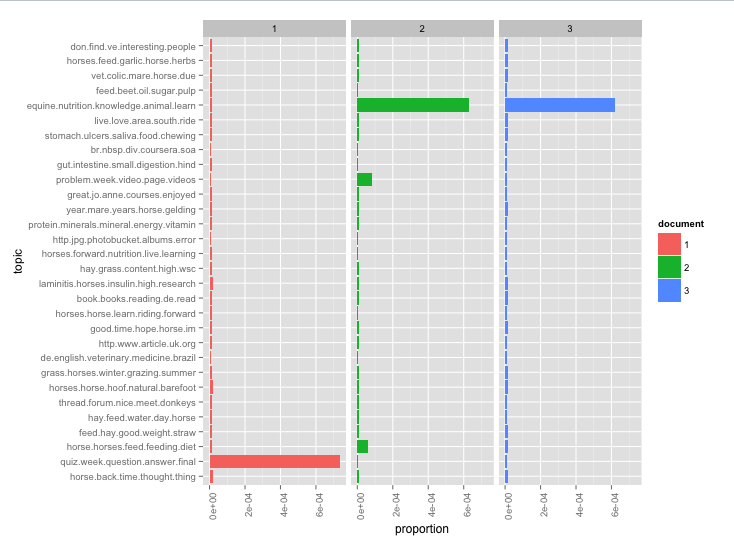 1 2 3
don.find.ve.interesting.people
horses.feed.garlic.horse.herbs
vet.colic.mare.horse.due
feed.beet.oil.sugar.pulp
equine.nutrition.knowledge.animal.learn
live.love.area.south.ride
stomach.ulcers.saliva.food.chewing
br.nbsp.div.coursera.soa
gut.intestine.small.digestion.hind
problem.week.video.page.videos
great.jo.anne.courses.enjoyed
year.mare.years.horse.gelding
protein.minerals.mineral.energy.vitamin
http.jpg.photobucket.albums.error
horses.forward.nutrition.live.learning
hay.grass.content.high.wsc
laminitis.horses.insulin.high.research
book.books.reading.de.read
horses.horse.learn.riding.forward
good.time.hope.horse.im
http.www.article.uk.org
de.english.veterinary.medicine.brazil
grass.horses.winter.grazing.summer
horses.horse.hoof.natural.barefoot
thread.forum.nice.meet.donkeys
hay.feed.water.day.horse
feed.hay.good.weight.straw
horse.horses.feed.feeding.diet
quiz.week.question.answer.final
horse.back.time.thought.thing
topic
0e+00 2e-04 4e-04 6e-04 0e+00 2e-04 4e-04 6e-04 0e+00 2e-04 4e-04 6e-04
proportion
document
1
2
3